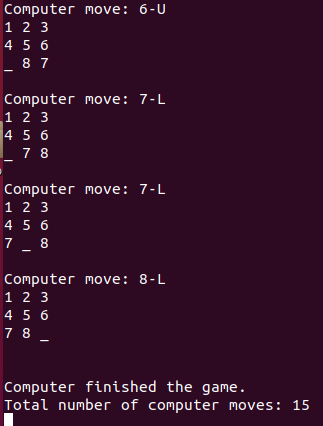 Computer move: 6-U
1 2 3
4 5 6
_ 8 7
Computer move: 7-L
1 2 3
4 5 6
_ 7 8
Computer move: 7-L
1 2 3
4 5 6
7 _ 8
Computer move: 8-L
1 2 3
4 5 6
7 8 _
Computer finished the game.
Total number of computer moves: 15